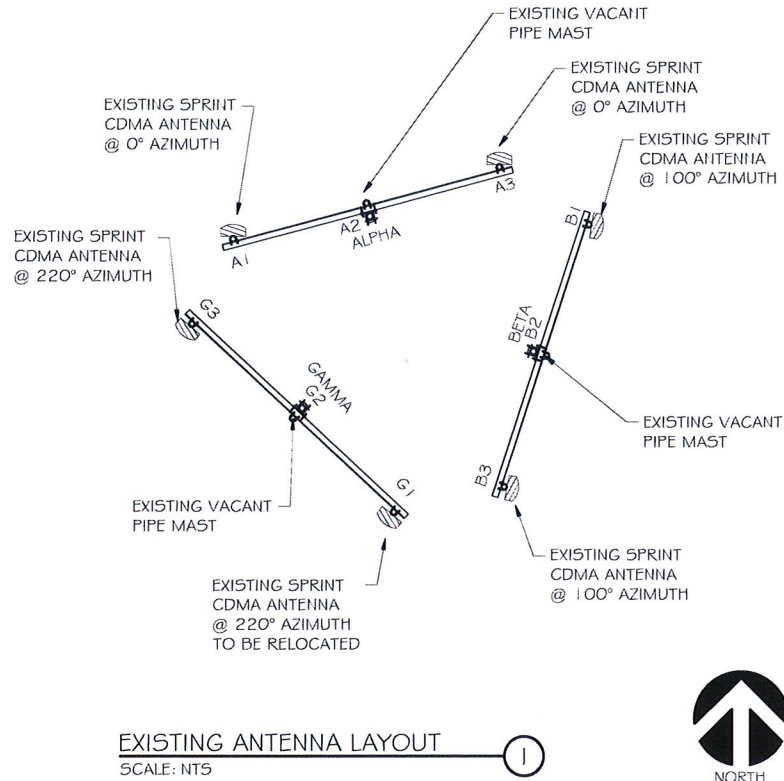 EXISTING VACANT
PIPE MAST
EXISTING SPRINT
CDMA ANTENNA
@ 0° AZIMUTH
EXISTING SPRINT
CDMA ANTENNA
@ 0° AZIMUTH
EXISTING SPRINT
CDMA ANTENNA
@ 100° AZIMUTH
A3
A2
ALPHA
A1
B1
EXISTING SPRINT
CDMA ANTENNA
@ 220° AZIMUTH
G3
BETA
B2
GAMMA
G2
EXISTING VACANT
PIPE MAST
B3
G1
EXISTING VACANT
PIPE MAST
EXISTING SPRINT
CDMA ANTENNA
@ 100° AZIMUTH
EXISTING SPRINT
CDMA ANTENNA
@ 220° AZIMUTH
TO BE RELOCATED
EXISTING ANTENNA LAYOUT
1
SCALE: NTS
NORTH